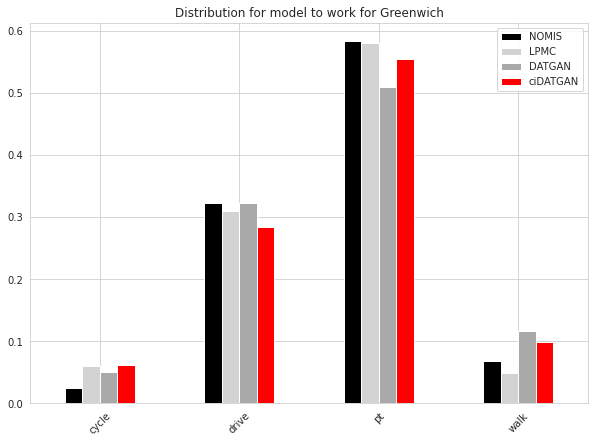 Distribution for model to work for Greenwich
NOMIS
LPMC
DATGAN
ciDATGAN
0.6
0.5
0.4
0.3
0.2
0.1
0.0
cycle
drive
pt
walk